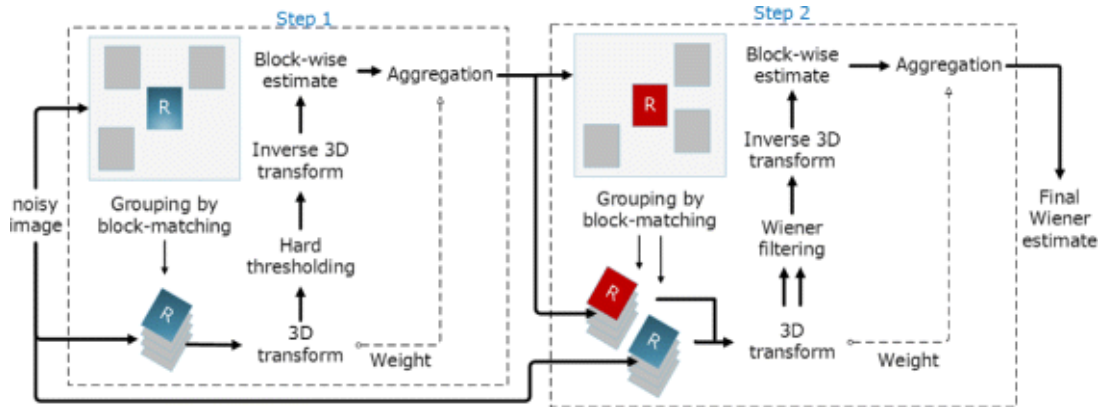 Step 1
Step 2
R
Block-wise
estimate
Aggregation
Inverse 3D
transform
noisy
image
Grouping by
block-matching
Hard
thresholding
R
3D
transform
Weight
R
Block-wise
estimate
Aggregation
Inverse 3D
transform
Grouping by
block-matching
Wiener
filtering
R
R
3D
transform
Weight
Final
Wiener
estimate